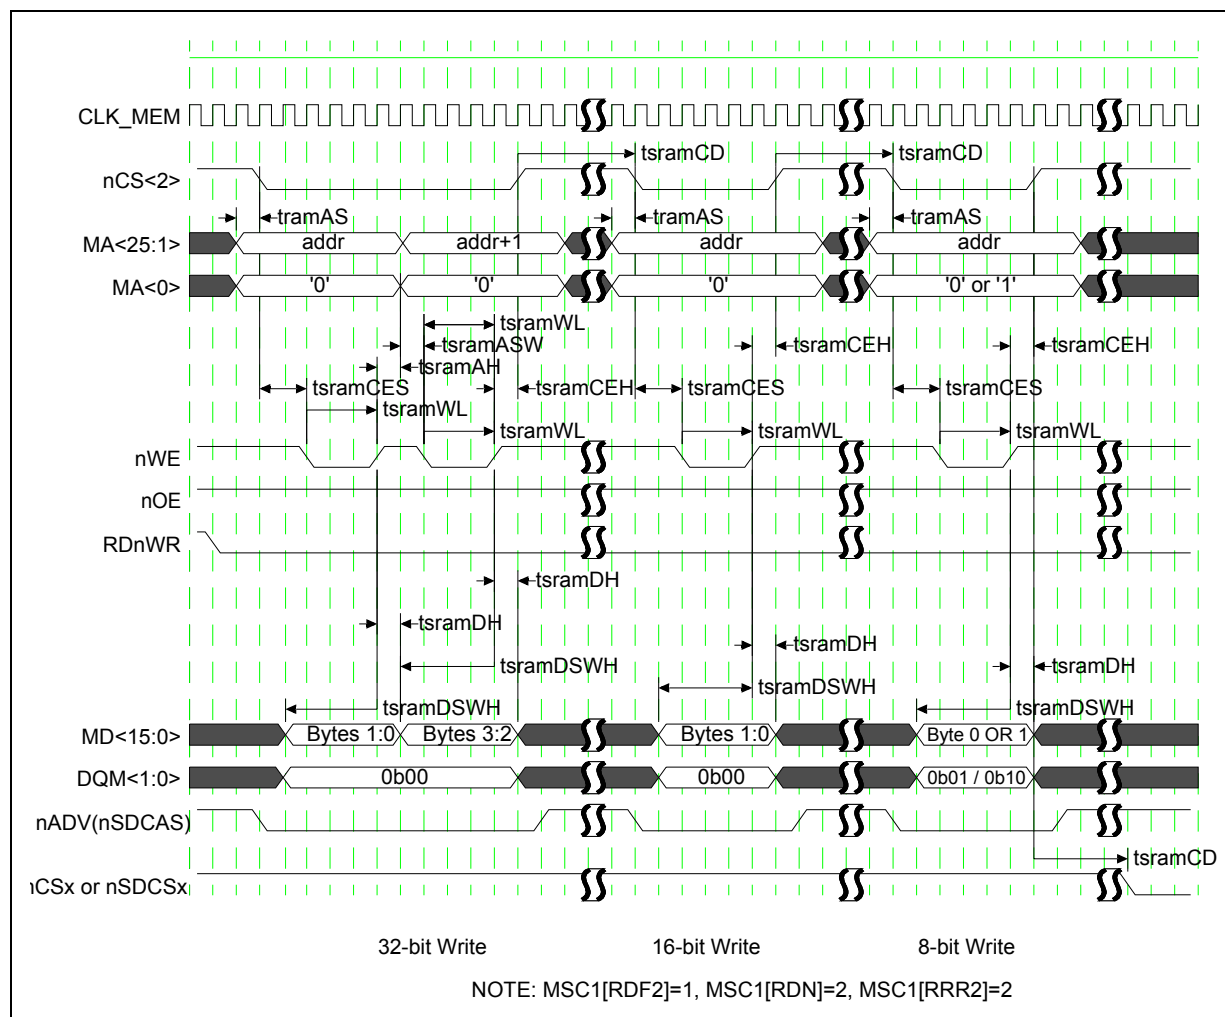 CLK_MEM
tsramCD tsramCD
nCS<2>
tramAS tramAS tramAS
MA<25:1> addr addr+1 addr addr
MA<0> '0' '0' '0' '0' or '1'
tsramWL
tsramASW tsramCEH tsramCEH
tsramAH
tsramCES tsramCEH tsramCES tsramCES
tsramWL
tsramWL tsramWL tsramWL
nWE
nOE
RDnWR
tsramDH
tsramDH
tsramDH tsramDH
tsramDSWH
tsramDSWH
tsramDSWH tsramDSWH
MD<15:0> Bytes 1:0 Bytes 3:2 Bytes 1:0 Byte 0 OR 1
DQM<1:0> 0b00 0b00 0b01 / 0b10
nADV(nSDCAS)
tsramCD
nCSx or nSDCSx
32-bit Write 16-bit Write 8-bit Write
NOTE: MSC1[RDF2]=1, MSC1[RDN]=2, MSC1[RRR2]=2